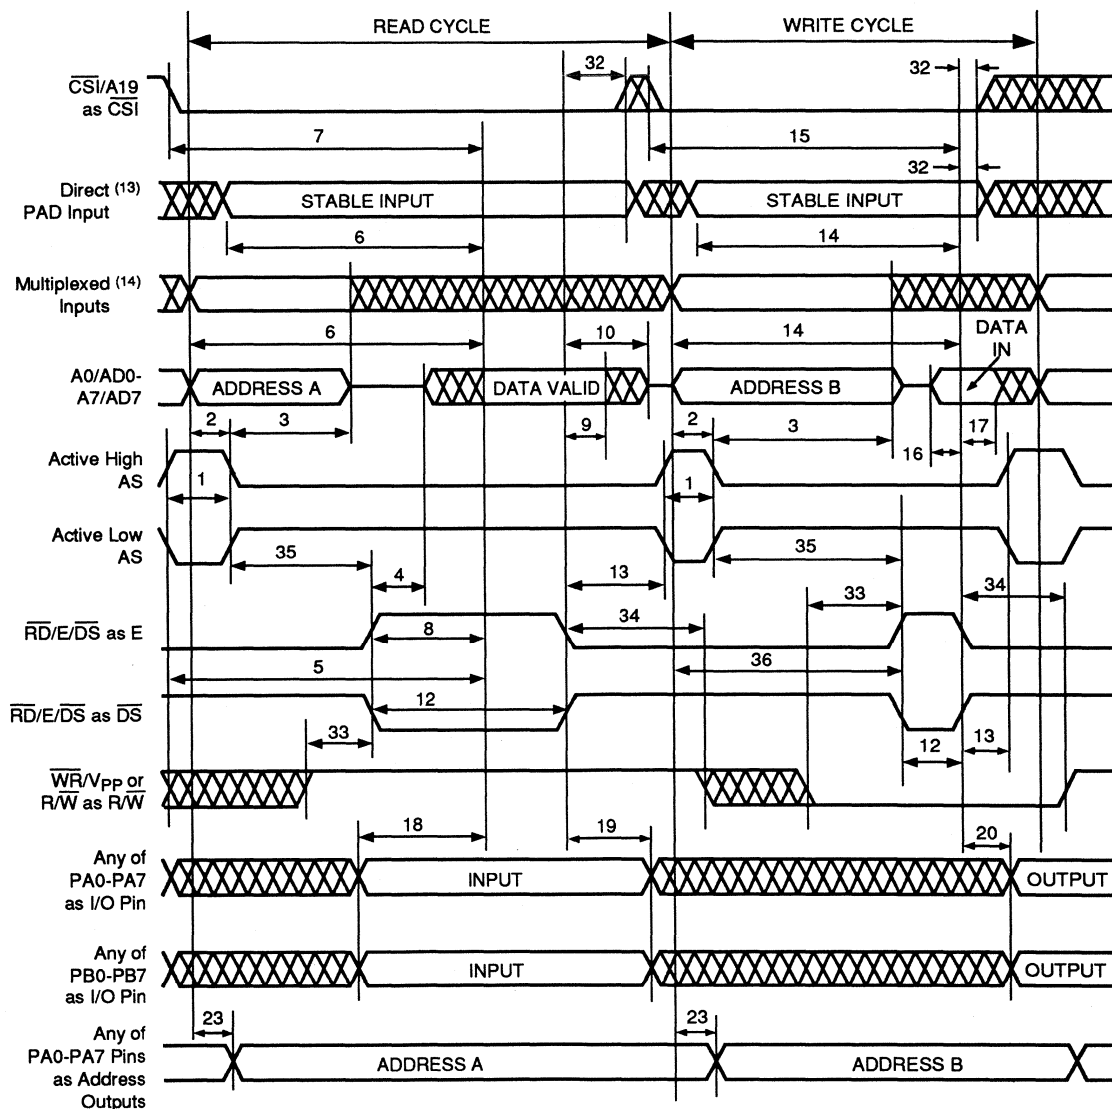 READ CYCLE
WRITE CYCLE
32
32
CSI/A19
as CSI
7
15
32
Direct (13)
PAD Input
STABLE INPUT
STABLE INPUT
6
14
Multiplexed (14)
Inputs
6
10
14
DATA
IN
A0/AD0-
A7/AD7
ADDRESS A
DATA VALID
ADDRESS B
2
3
9
2
3
16
17
Active High
AS
1
1
Active Low
AS
35
4
13
35
34
33
RD/E/DS as E
8
34
5
36
RD/E/DS as DS
12
33
12
13
WR/VPP or
R/W as R/W
18
19
20
Any of
PA0-PA7
as I/O Pin
INPUT
OUTPUT
Any of
PB0-PB7
as I/O Pin
INPUT
OUTPUT
23
23
Any of
PA0-PA7 Pins
as Address
Outputs
ADDRESS A
ADDRESS B